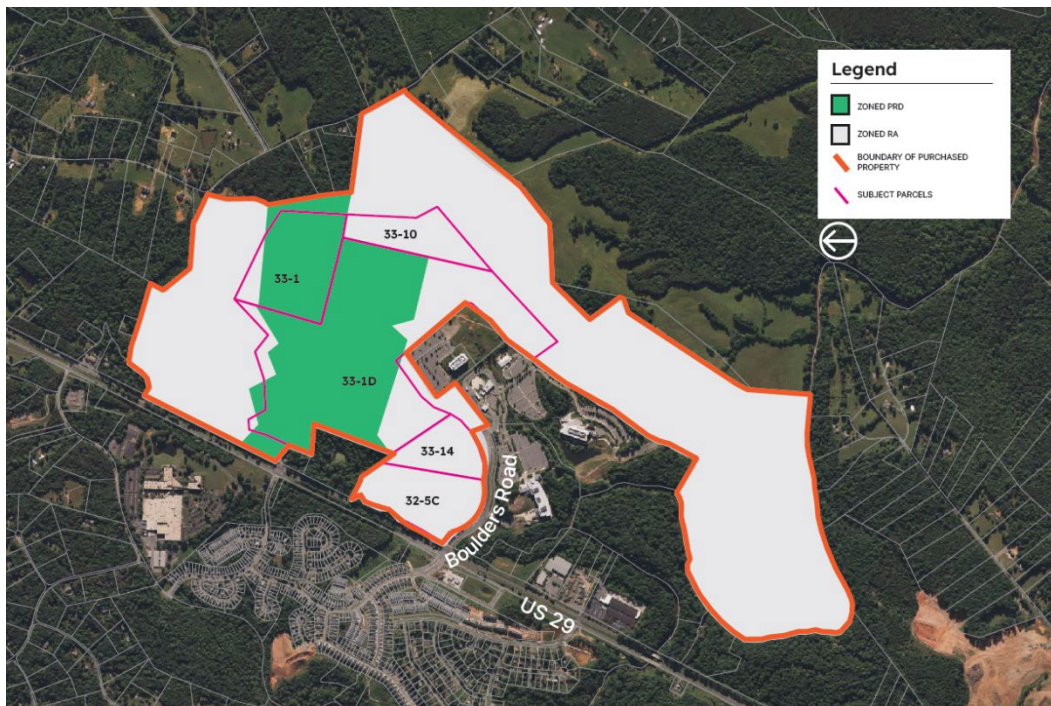 Legend
ZONED PRD
ZONED RA
BOUNDARY OF PURCHASED
PROPERTY
SUBJECT PARCELS
33-10
33-1
33-1D
33-14
32-5C
Boulders Road
US 29